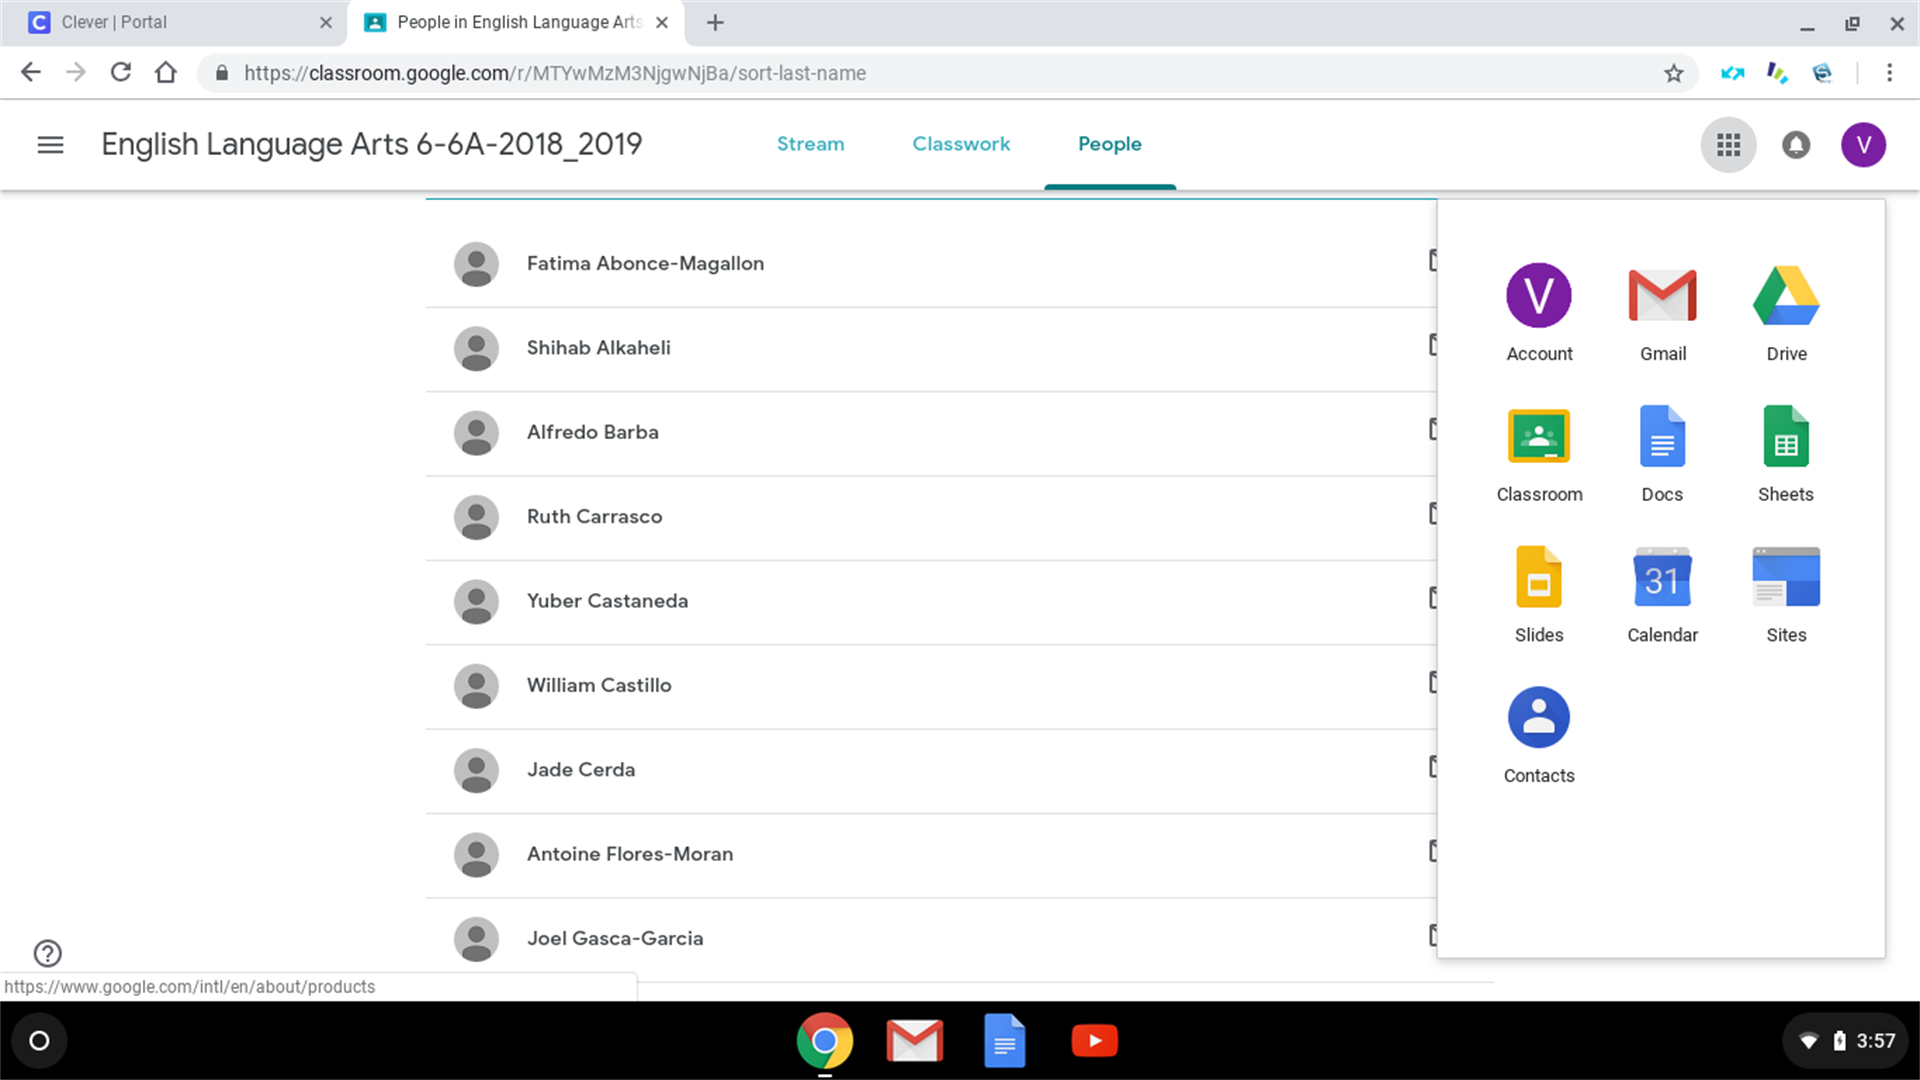 Clever | Portal
People in English Language Arts
https://classroom.google.com/r/MTYwMzM3NjgwNjBa/sort-last-name
English Language Arts 6-6A-2018_2019
Stream
Classwork
People
V
Fatima Abonce-Magallon
Shihab Alkaheli
Alfredo Barba
Ruth Carrasco
Yuber Castaneda
William Castillo
Jade Cerda
Antoine Flores-Moran
Joel Gasca-Garcia
V
Account
Gmail
Drive
Classroom
Docs
Sheets
31
Slides
Calendar
Sites
Contacts
https://www.google.com/intl/en/about/products
3:57